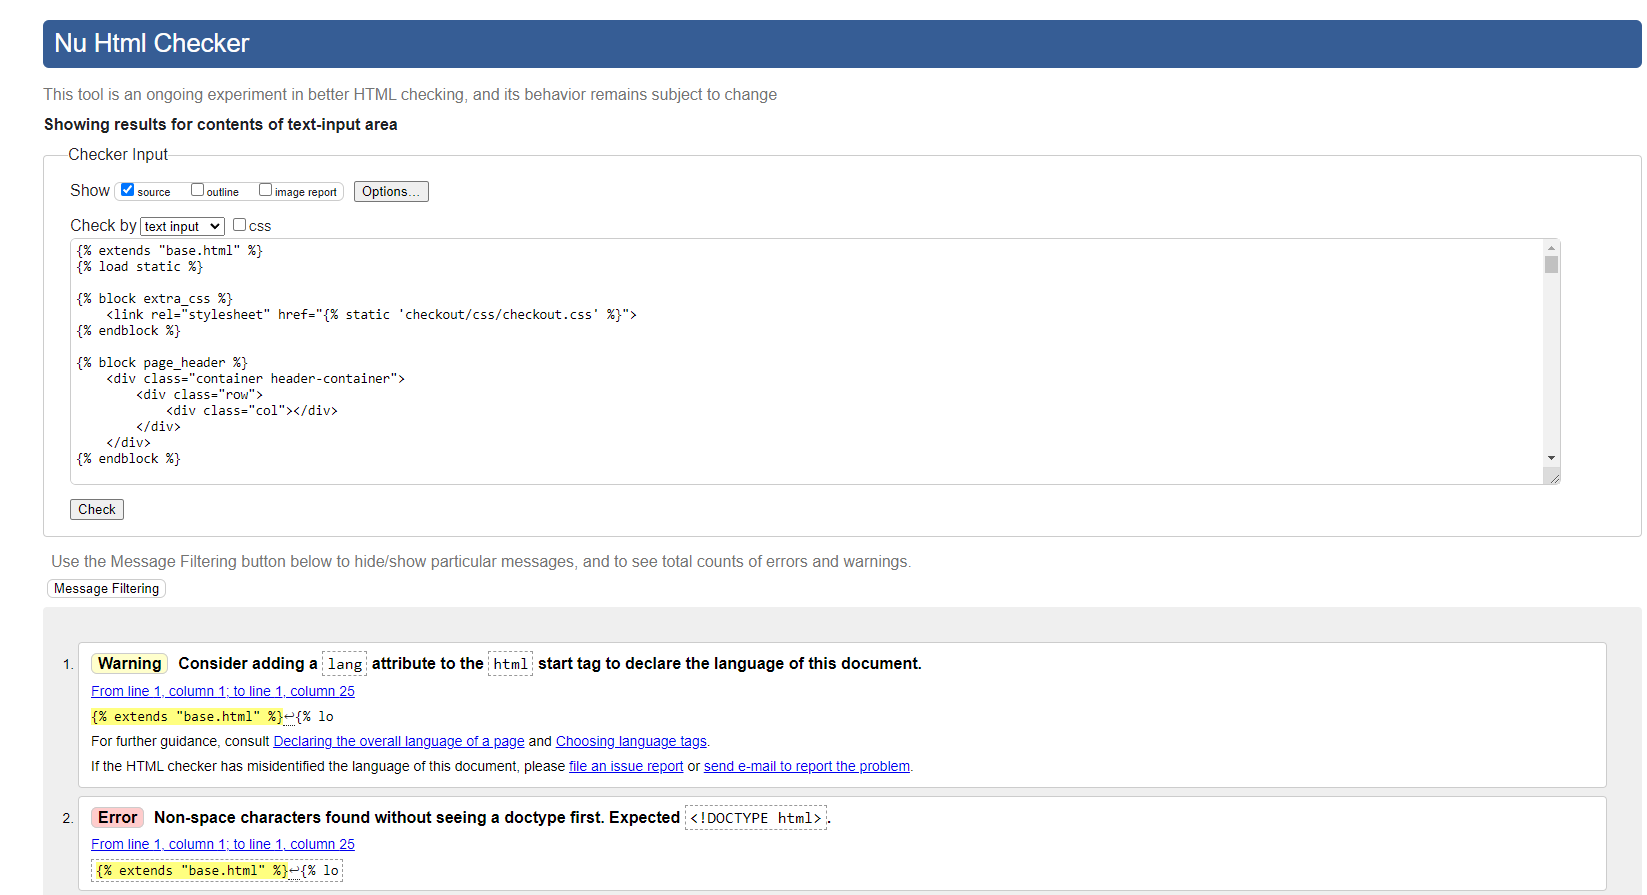 Nu Html Checker
This tool is an ongoing experiment in better HTML checking, and its behavior remains subject to change
Showing results for contents of text-input area
Checker Input
Show source outline image report Options...
Check by text input css
{% extends "base.html" %}
{% load static %}
{% block extra_css %}
<link rel="stylesheet" href="{% static 'checkout/css/checkout.css' %}">
{% endblock %}
{% block page_header %}
<div class="container header-container">
<div class="row">
<div class="col"></div>
</div>
</div>
{% endblock %}
Check
Use the Message Filtering button below to hide/show particular messages, and to see total counts of errors and warnings.
Message Filtering
1. Warning Consider adding a lang attribute to the html start tag to declare the language of this document.
From line 1, column 1; to line 1, column 25
{% extends "base.html" %}↩{% lo
For further guidance, consult Declaring the overall language of a page and Choosing language tags.
If the HTML checker has misidentified the language of this document, please file an issue report or send e-mail to report the problem.
2. Error Non-space characters found without seeing a doctype first. Expected <!DOCTYPE html>.
From line 1, column 1; to line 1, column 25
{% extends "base.html" %}↩{% lo